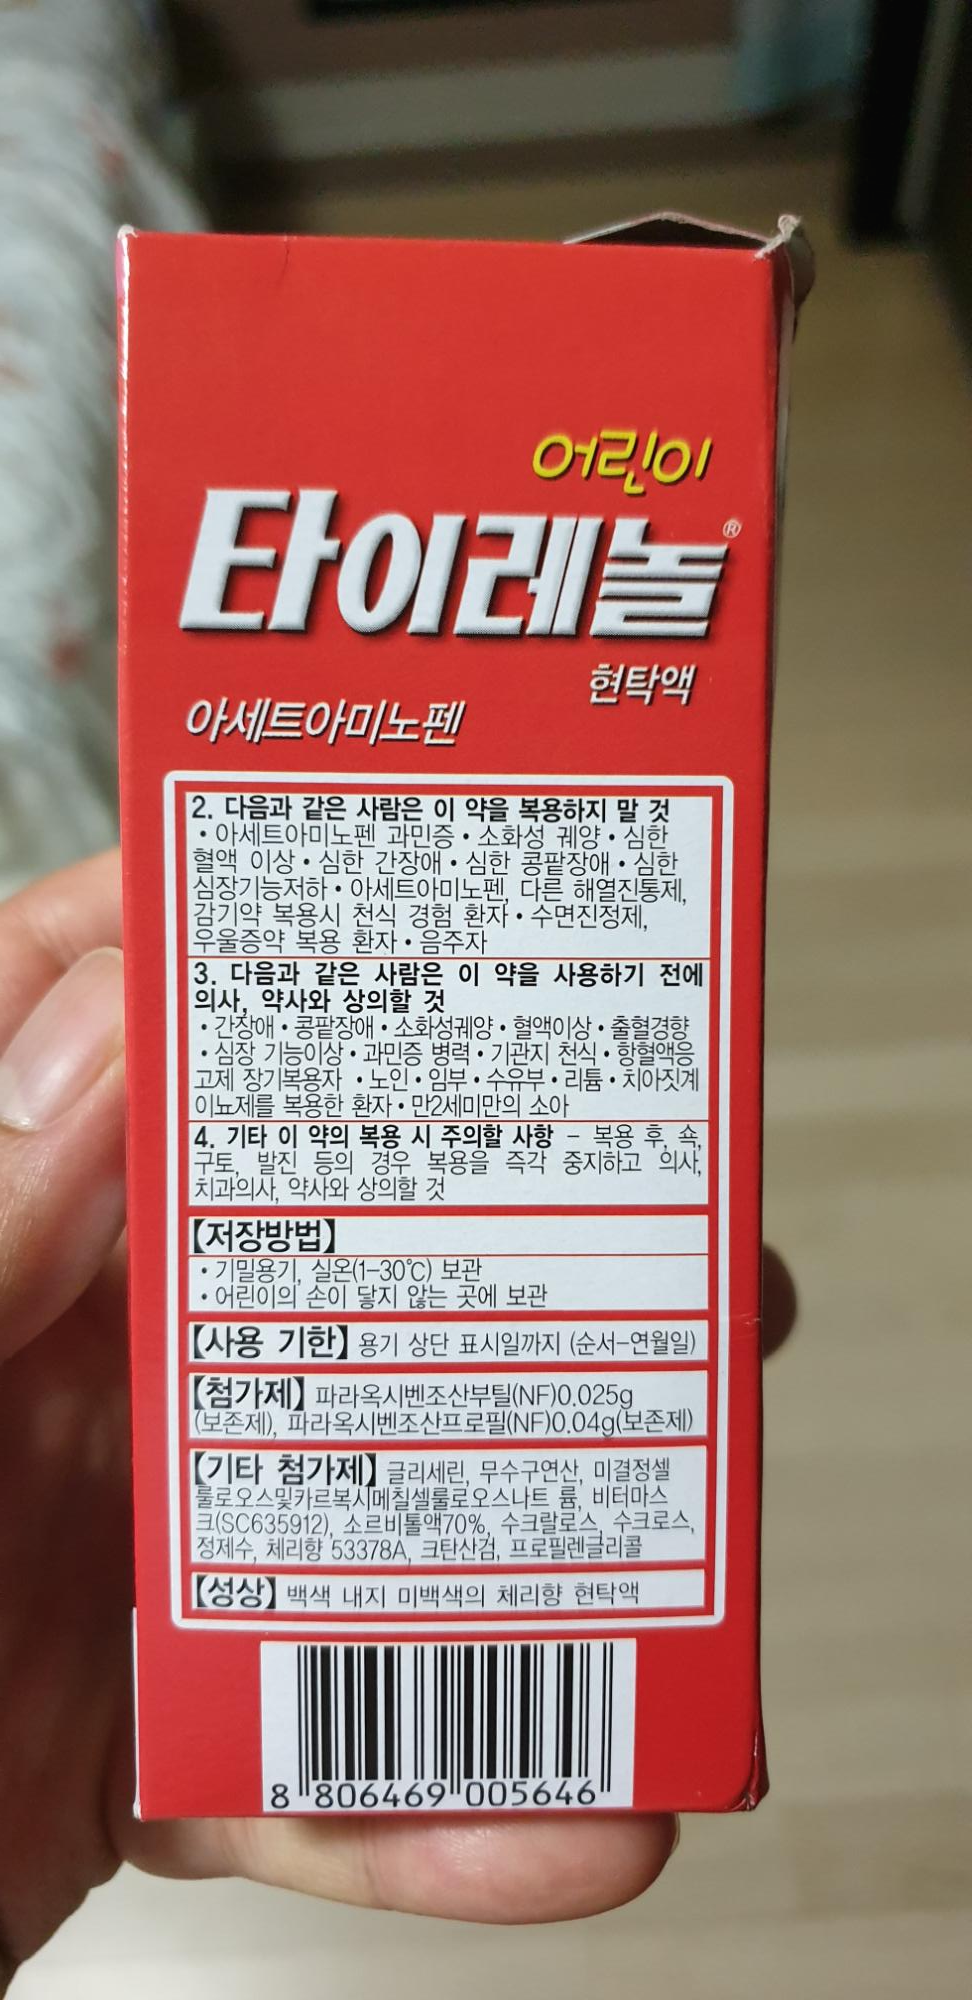 어린이
타이레놀®
현탁액
아세트아미노펜
2. 다음과 같은 사람은 이 약을 복용하지 말 것
• 아세트아미노펜 과민증 • 소화성 궤양 • 심한
혈액 이상 • 심한 간장애 • 심한 콩팥장애 • 심한
심장기능저하 • 아세트아미노펜, 다른 해열진통제,
감기약 복용시 천식 경험 환자 • 수면진정제,
우울증약 복용 환자 • 음주자
3. 다음과 같은 사람은 이 약을 사용하기 전에
의사, 약사와 상의할 것
• 간장애 • 콩팥장애 • 소화성궤양 • 혈액이상 • 출혈경향
• 심장 기능이상 • 과민증 병력 • 기관지 천식 • 항혈액응
고제 장기복용자 • 노인 • 임부 • 수유부 • 리튬 • 치아짓계
이뇨제를 복용한 환자 • 만2세미만의 소아
4. 기타 이 약의 복용 시 주의할 사항 - 복용 후, 쇽,
구토, 발진 등의 경우 복용을 즉각 중지하고 의사,
치과의사, 약사와 상의할 것
【저장방법】
• 기밀용기, 실온(1-30℃) 보관
• 어린이의 손이 닿지 않는 곳에 보관
【사용 기한】 용기 상단 표시일까지 (순서-연월일)
【첨가제】 파라옥시벤조산부틸(NF)0.025g
(보존제), 파라옥시벤조산프로필(NF)0.04g(보존제)
【기타 첨가제】 글리세린, 무수구연산, 미결정셀
룰로오스및카르복시메칠셀룰로오스나트 륨, 비터마스
크(SC635912), 소르비톨액70%, 수크랄로스, 수크로스,
정제수, 체리향 53378A, 크탄산검, 프로필렌글리콜
【성상】 백색 내지 미백색의 체리향 현탁액
8 806469 005646